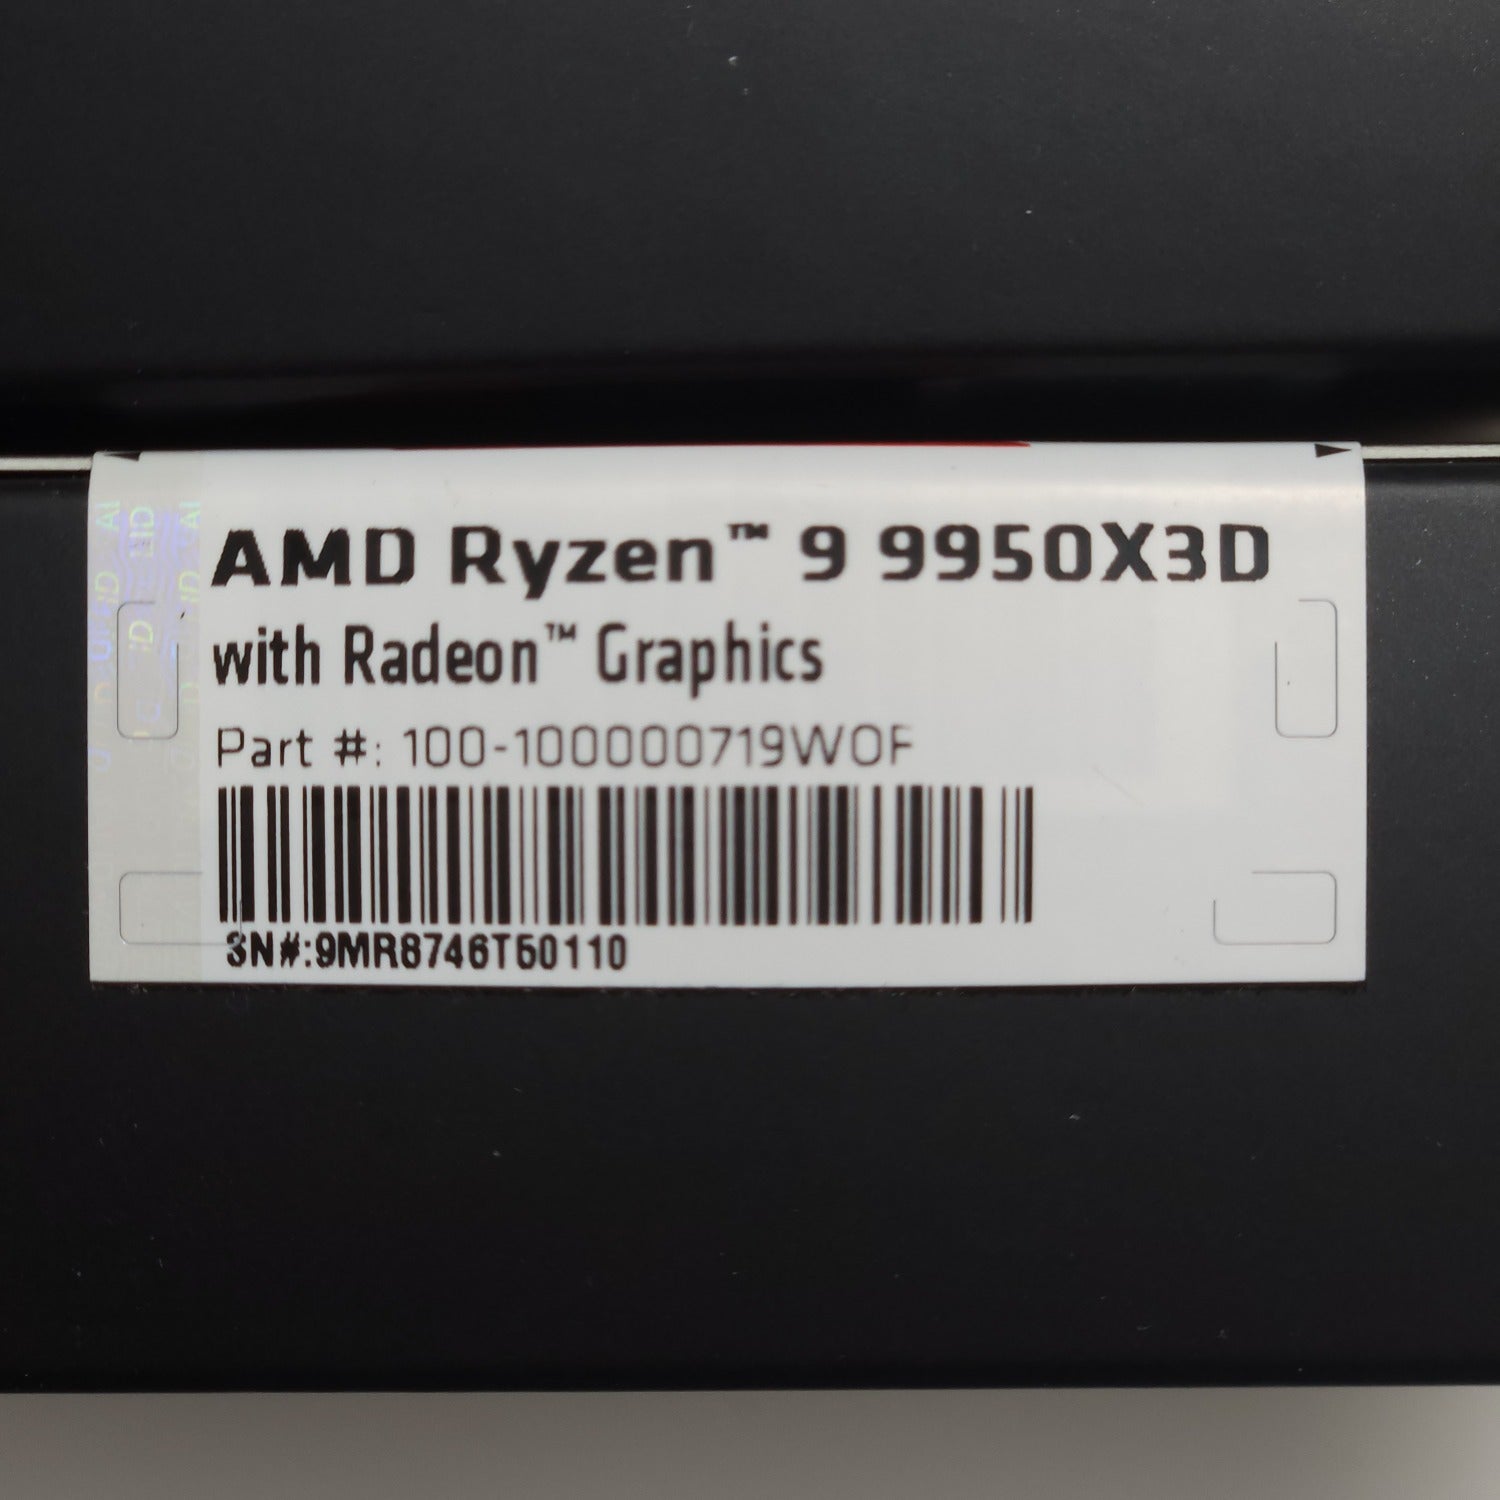 AMD Ryzen™ 9 9950X3D
with Radeon™ Graphics
Part #: 100-100000719WOF
SN#:9MR8746T50110